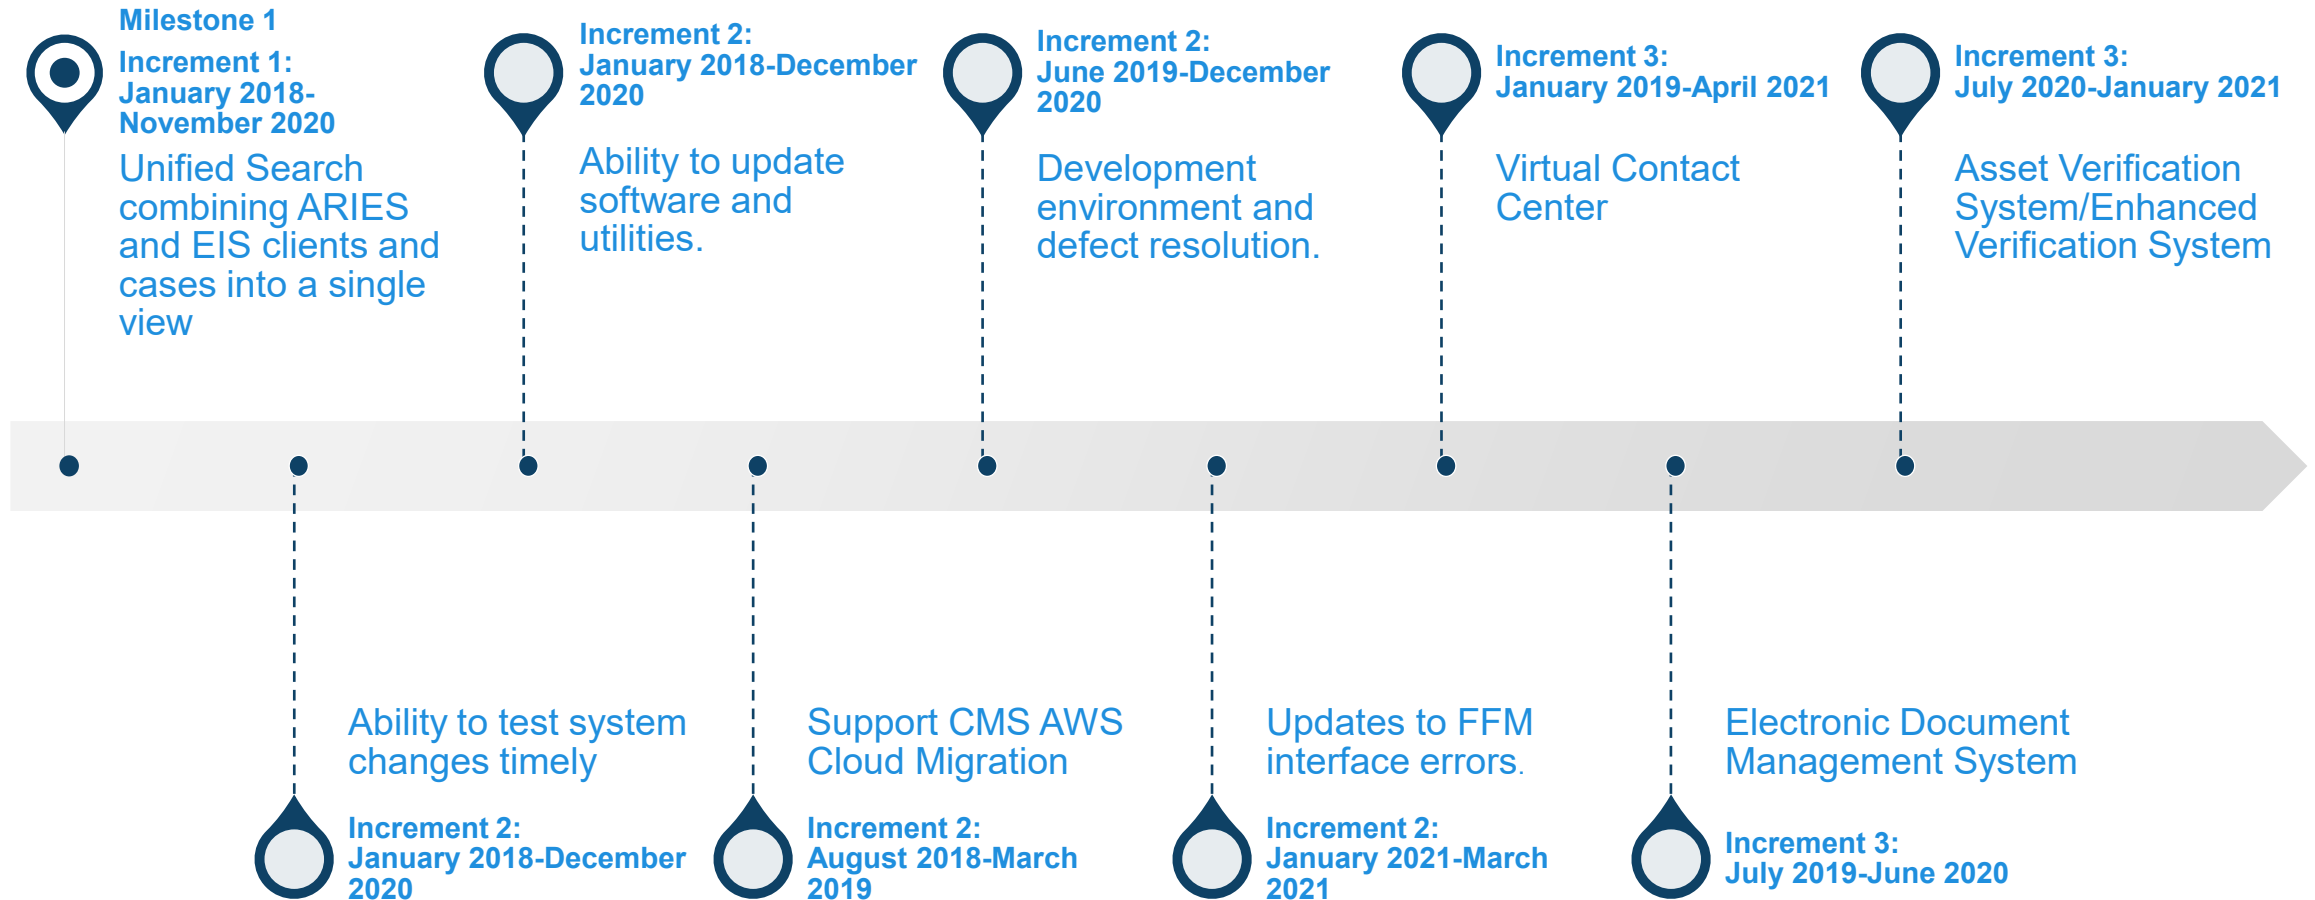 Milestone 1
Increment 1:
January 2018-
November 2020
Unified Search
combining ARIES
and EIS clients and
cases into a single
view
Increment 2:
January 2018-December
2020
Ability to update
software and
utilities.
Increment 2:
June 2019-December
2020
Development
environment and
defect resolution.
Increment 3:
January 2019-April 2021
Virtual Contact
Center
Increment 3:
July 2020-January 2021
Asset Verification
System/Enhanced
Verification System
Ability to test system
changes timely
Increment 2:
January 2018-December
2020
Support CMS AWS
Cloud Migration
Increment 2:
August 2018-March
2019
Updates to FFM
interface errors.
Increment 2:
January 2021-March
2021
Electronic Document
Management System
Increment 3:
July 2019-June 2020